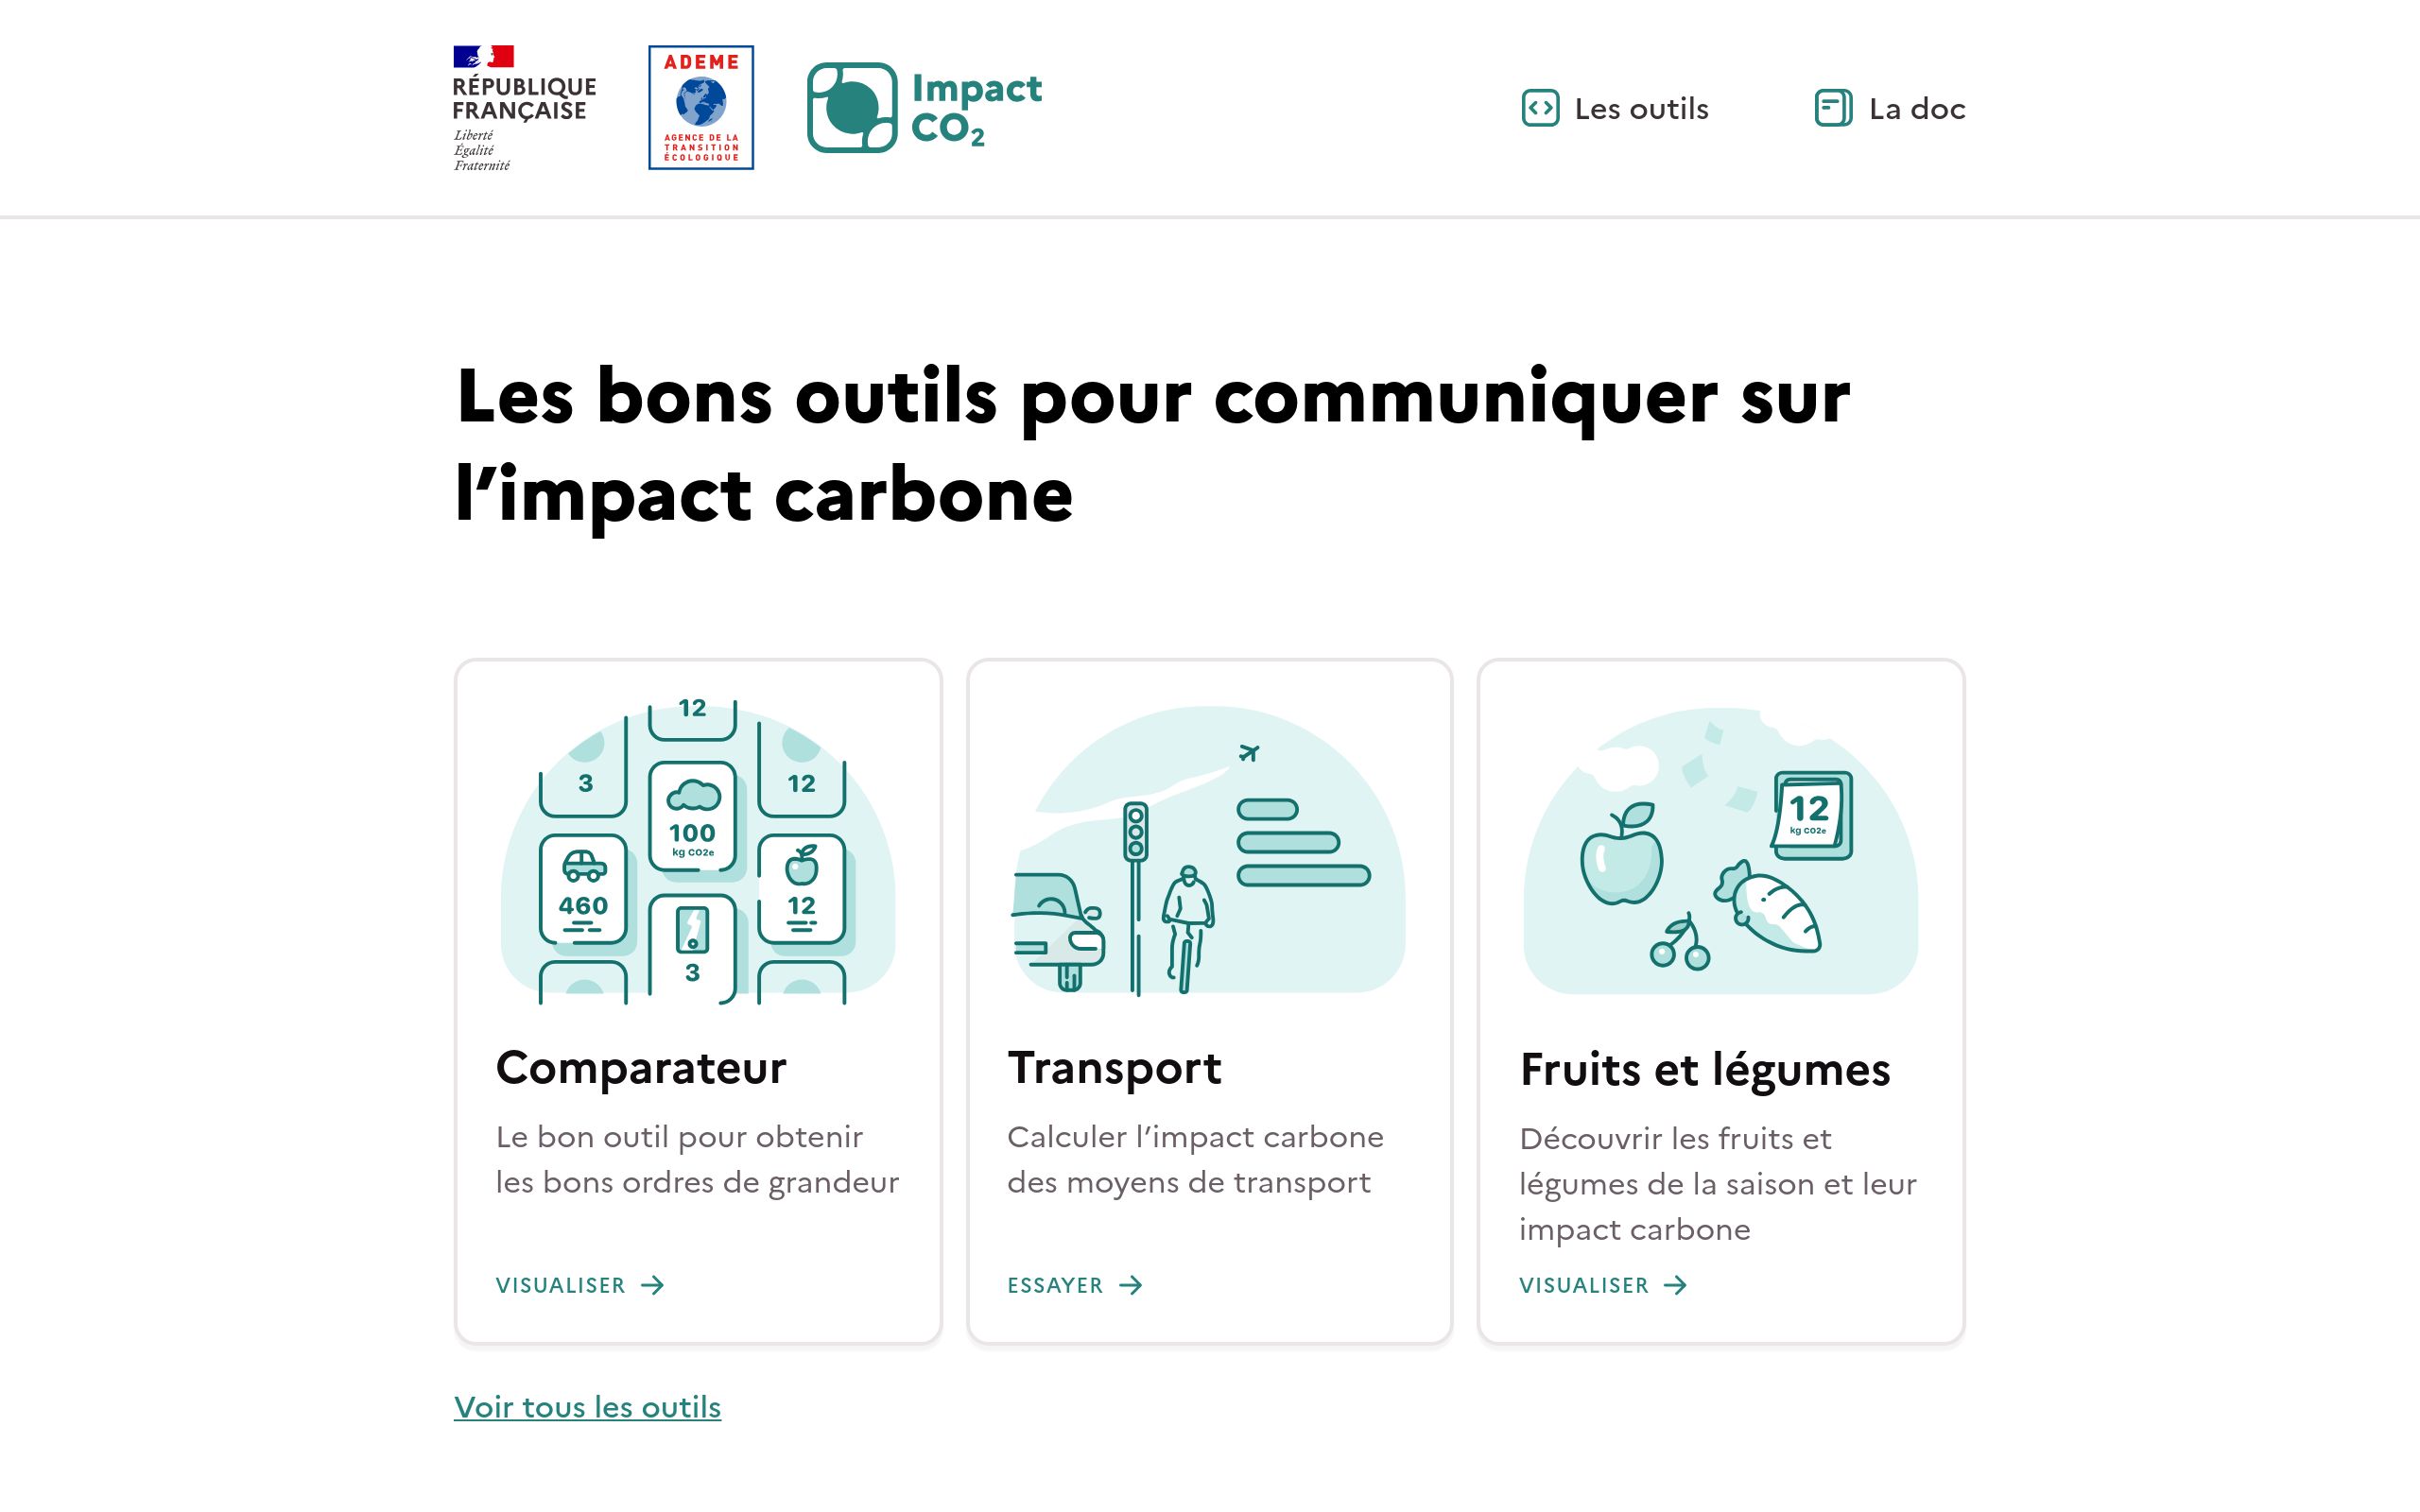 RÉPUBLIQUE
FRANÇAISE
Liberté
Égalité
Fraternité
ADEME
AGENCE DE LA
TRANSITION
ÉCOLOGIQUE
Impact
CO2
Les outils
La doc
Les bons outils pour communiquer sur
l’impact carbone
12
3
12
100
kg CO2e
460
12
3
12
kg CO2e
Comparateur
Le bon outil pour obtenir
les bons ordres de grandeur
VISUALISER
Transport
Calculer l’impact carbone
des moyens de transport
ESSAYER
Fruits et légumes
Découvrir les fruits et
légumes de la saison et leur
impact carbone
VISUALISER
Voir tous les outils